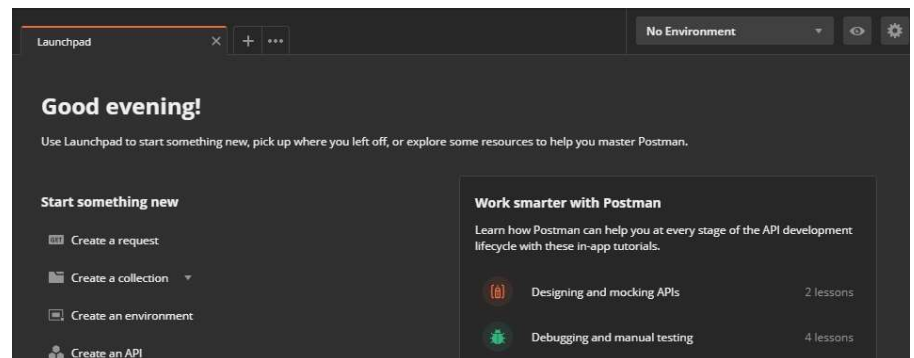 Launchpad
No Environment
Good evening!
Use Launchpad to start something new, pick up where you left off, or explore some resources to help you master Postman.
Start something new
GET Create a request
Create a collection
Create an environment
Create an API
Work smarter with Postman
Learn how Postman can help you at every stage of the API development
lifecycle with these in-app tutorials.
Designing and mocking APIs 2 lessons
Debugging and manual testing 4 lessons